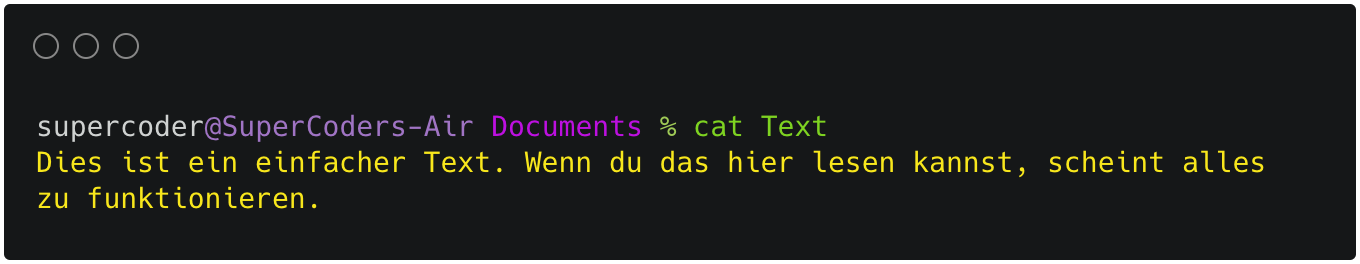 supercoder@SuperCoders-Air Documents % cat Text
Dies ist ein einfacher Text. Wenn du das hier lesen kannst, scheint alles
zu funktionieren.